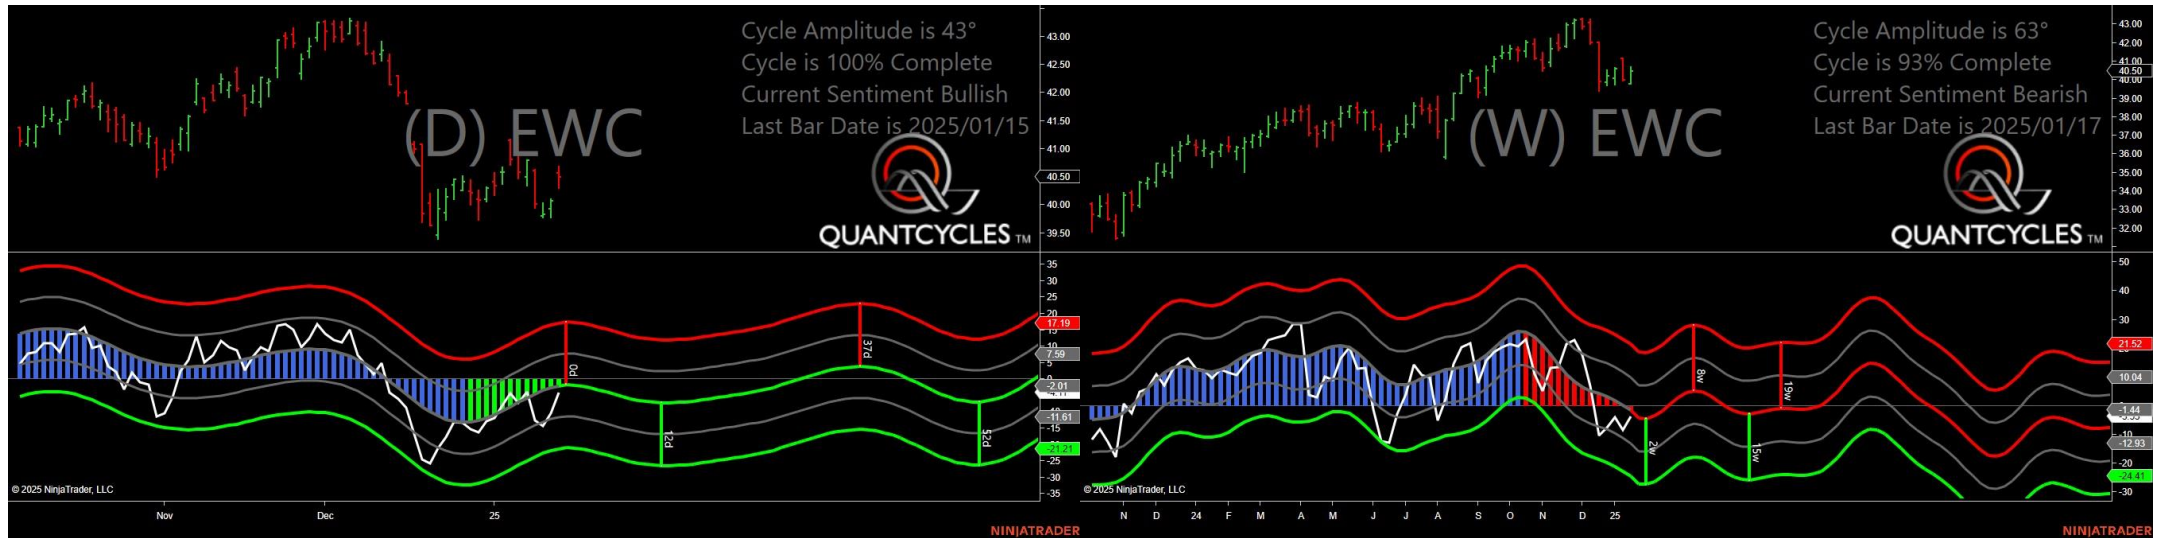 Cycle Amplitude is 43°
Cycle is 100% Complete
Current Sentiment Bullish
Last Bar Date is 2025/01/15
(D) EWC
QUANTCYCLES TM
43.00
42.50
42.00
41.50
41.00
40.50
40.00
39.50
35
30
25
20
17.19
15
10
7.59
5
0
-2.01
-11.61
-15
-21.21
-25
-30
-35
0d
12d
37d
52d
© 2025 NinjaTrader, LLC
Nov
Dec
25
NINJATRADER
Cycle Amplitude is 63°
Cycle is 93% Complete
Current Sentiment Bearish
Last Bar Date is 2025/01/17
(W) EWC
QUANTCYCLES TM
43.00
42.00
41.00
40.50
40.00
39.00
38.00
37.00
36.00
35.00
34.00
33.00
32.00
50
40
30
21.52
10.04
-1.44
-12.93
-20
-24.41
-30
2w
8w
15w
19w
© 2025 NinjaTrader, LLC
N D 24 F M A M J J A S O N D 25
NINJATRADER